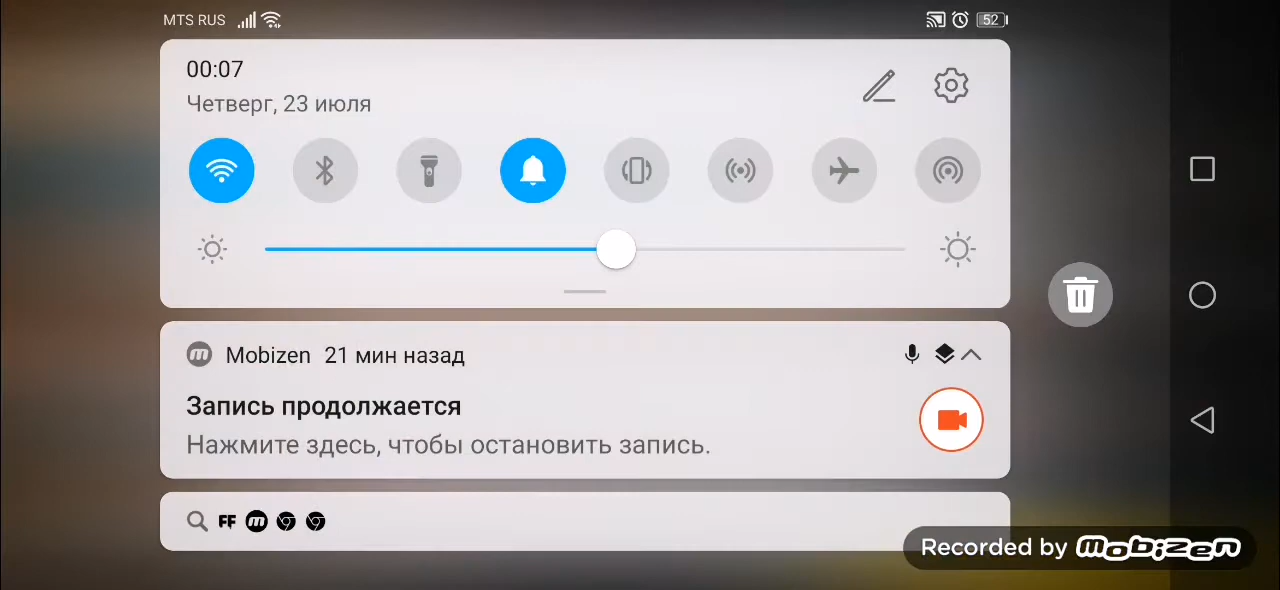 MTS RUS
52
00:07
Четверг, 23 июля
Mobizen 21 мин назад
Запись продолжается
Нажмите здесь, чтобы остановить запись.
FF
Recorded by mobizen